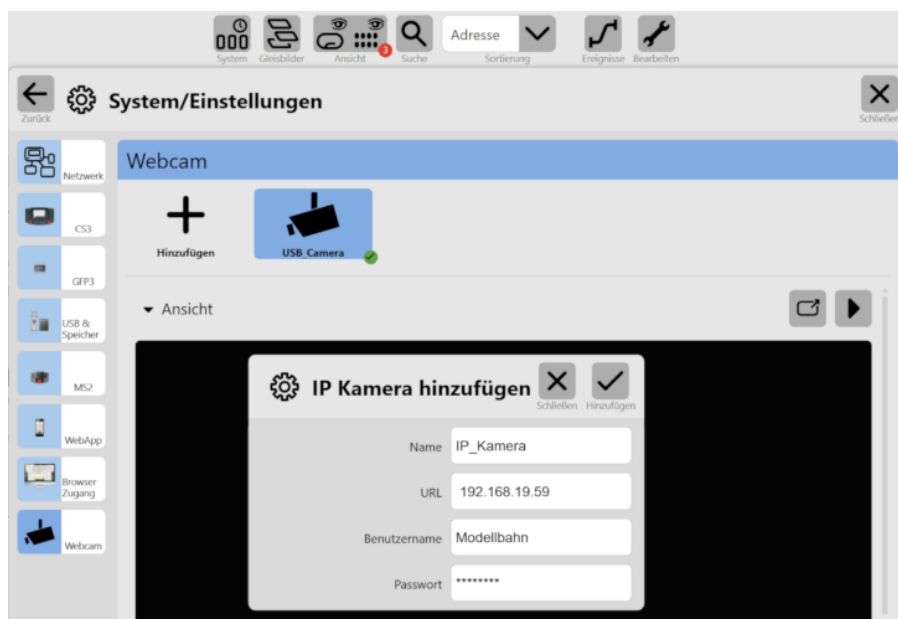 Adresse
3
System Gleisbilder Ansicht Suche Sortierung Ereignisse Bearbeiten
System/Einstellungen
Zurück
Schließen
Netzwerk
CS3
GFP3
USB &
Speicher
MS2
WebApp
Browser
Zugang
Webcam
Webcam
Hinzufügen
USB_Camera
Ansicht
IP Kamera hinzufügen
Schließen Hinzufügen
Name IP_Kamera
URL 192.168.19.59
Benutzername Modellbahn
Passwort ********